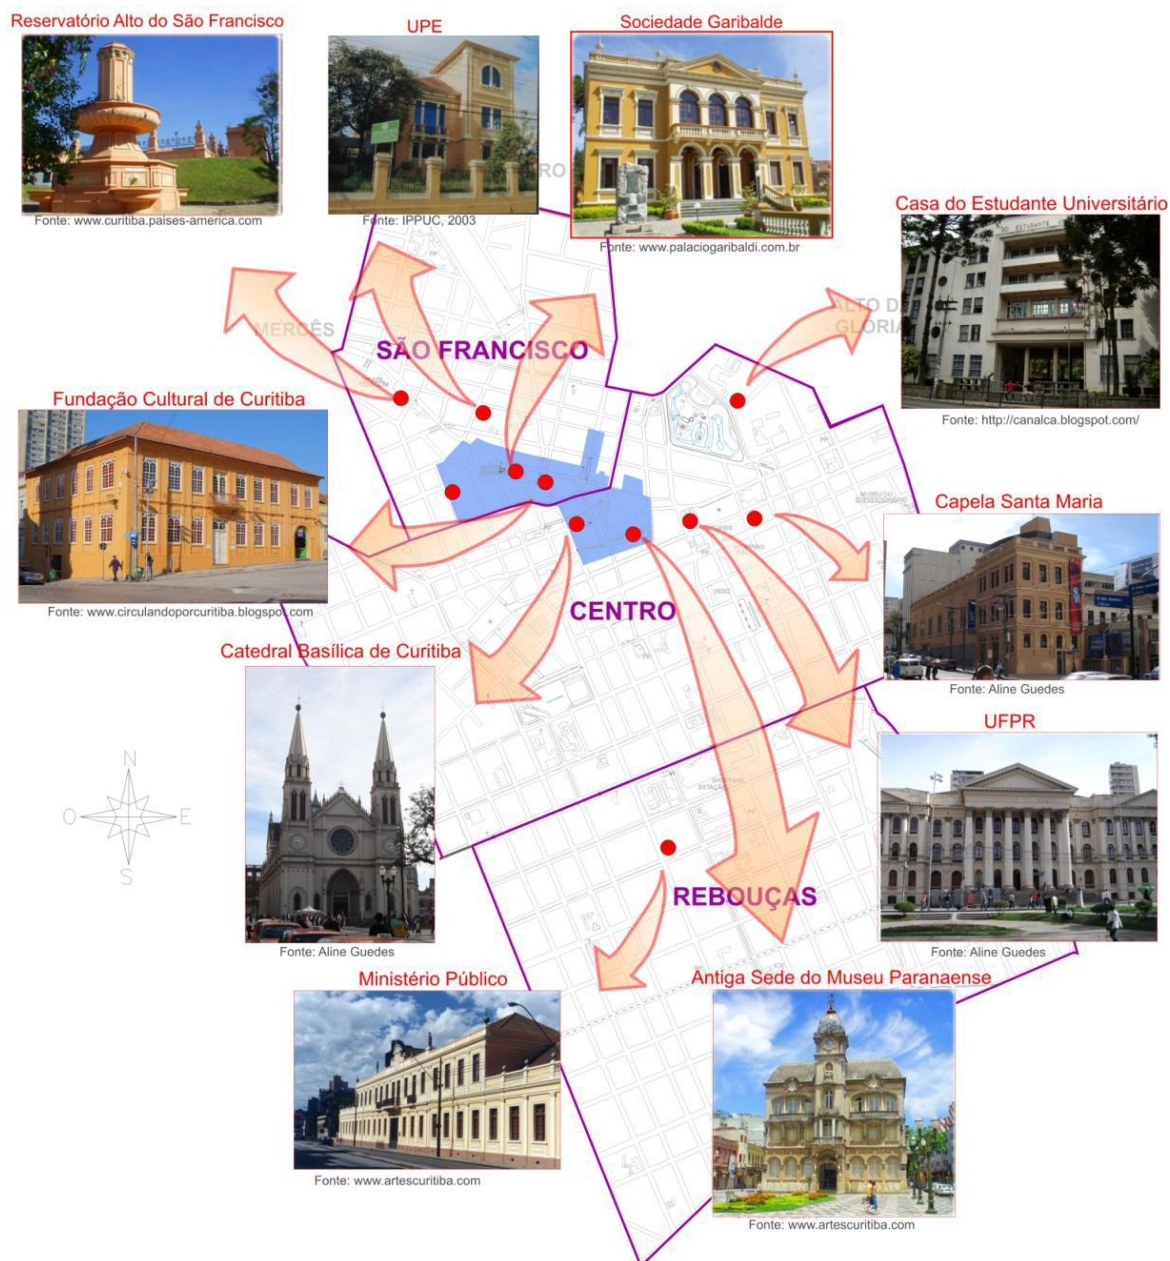 Reservatório Alto do São Francisco
UPE
Sociedade Garibalde
Fonte: www.curitiba.paises-america.com
Fonte: IPPUC, 2003
Fonte: www.palaciogaribaldi.com.br
Casa do Estudante Universitário
DO ESTUDANTE
Fonte: http://canalca.blogspot.com/
MERCÊS
ALTO DA
GLÓRIA
SÃO FRANCISCO
Fundação Cultural de Curitiba
Fonte: www.circulandoporcuritiba.blogspot.com
Capela Santa Maria
Fonte: Aline Guedes
CENTRO
Catedral Basílica de Curitiba
Fonte: Aline Guedes
UFPR
Fonte: Aline Guedes
N
O
E
S
SHOPPING
ESTAÇÃO
REBOUÇAS
Ministério Público
Fonte: www.artescuritiba.com
Antiga Sede do Museu Paranaense
Fonte: www.artescuritiba.com